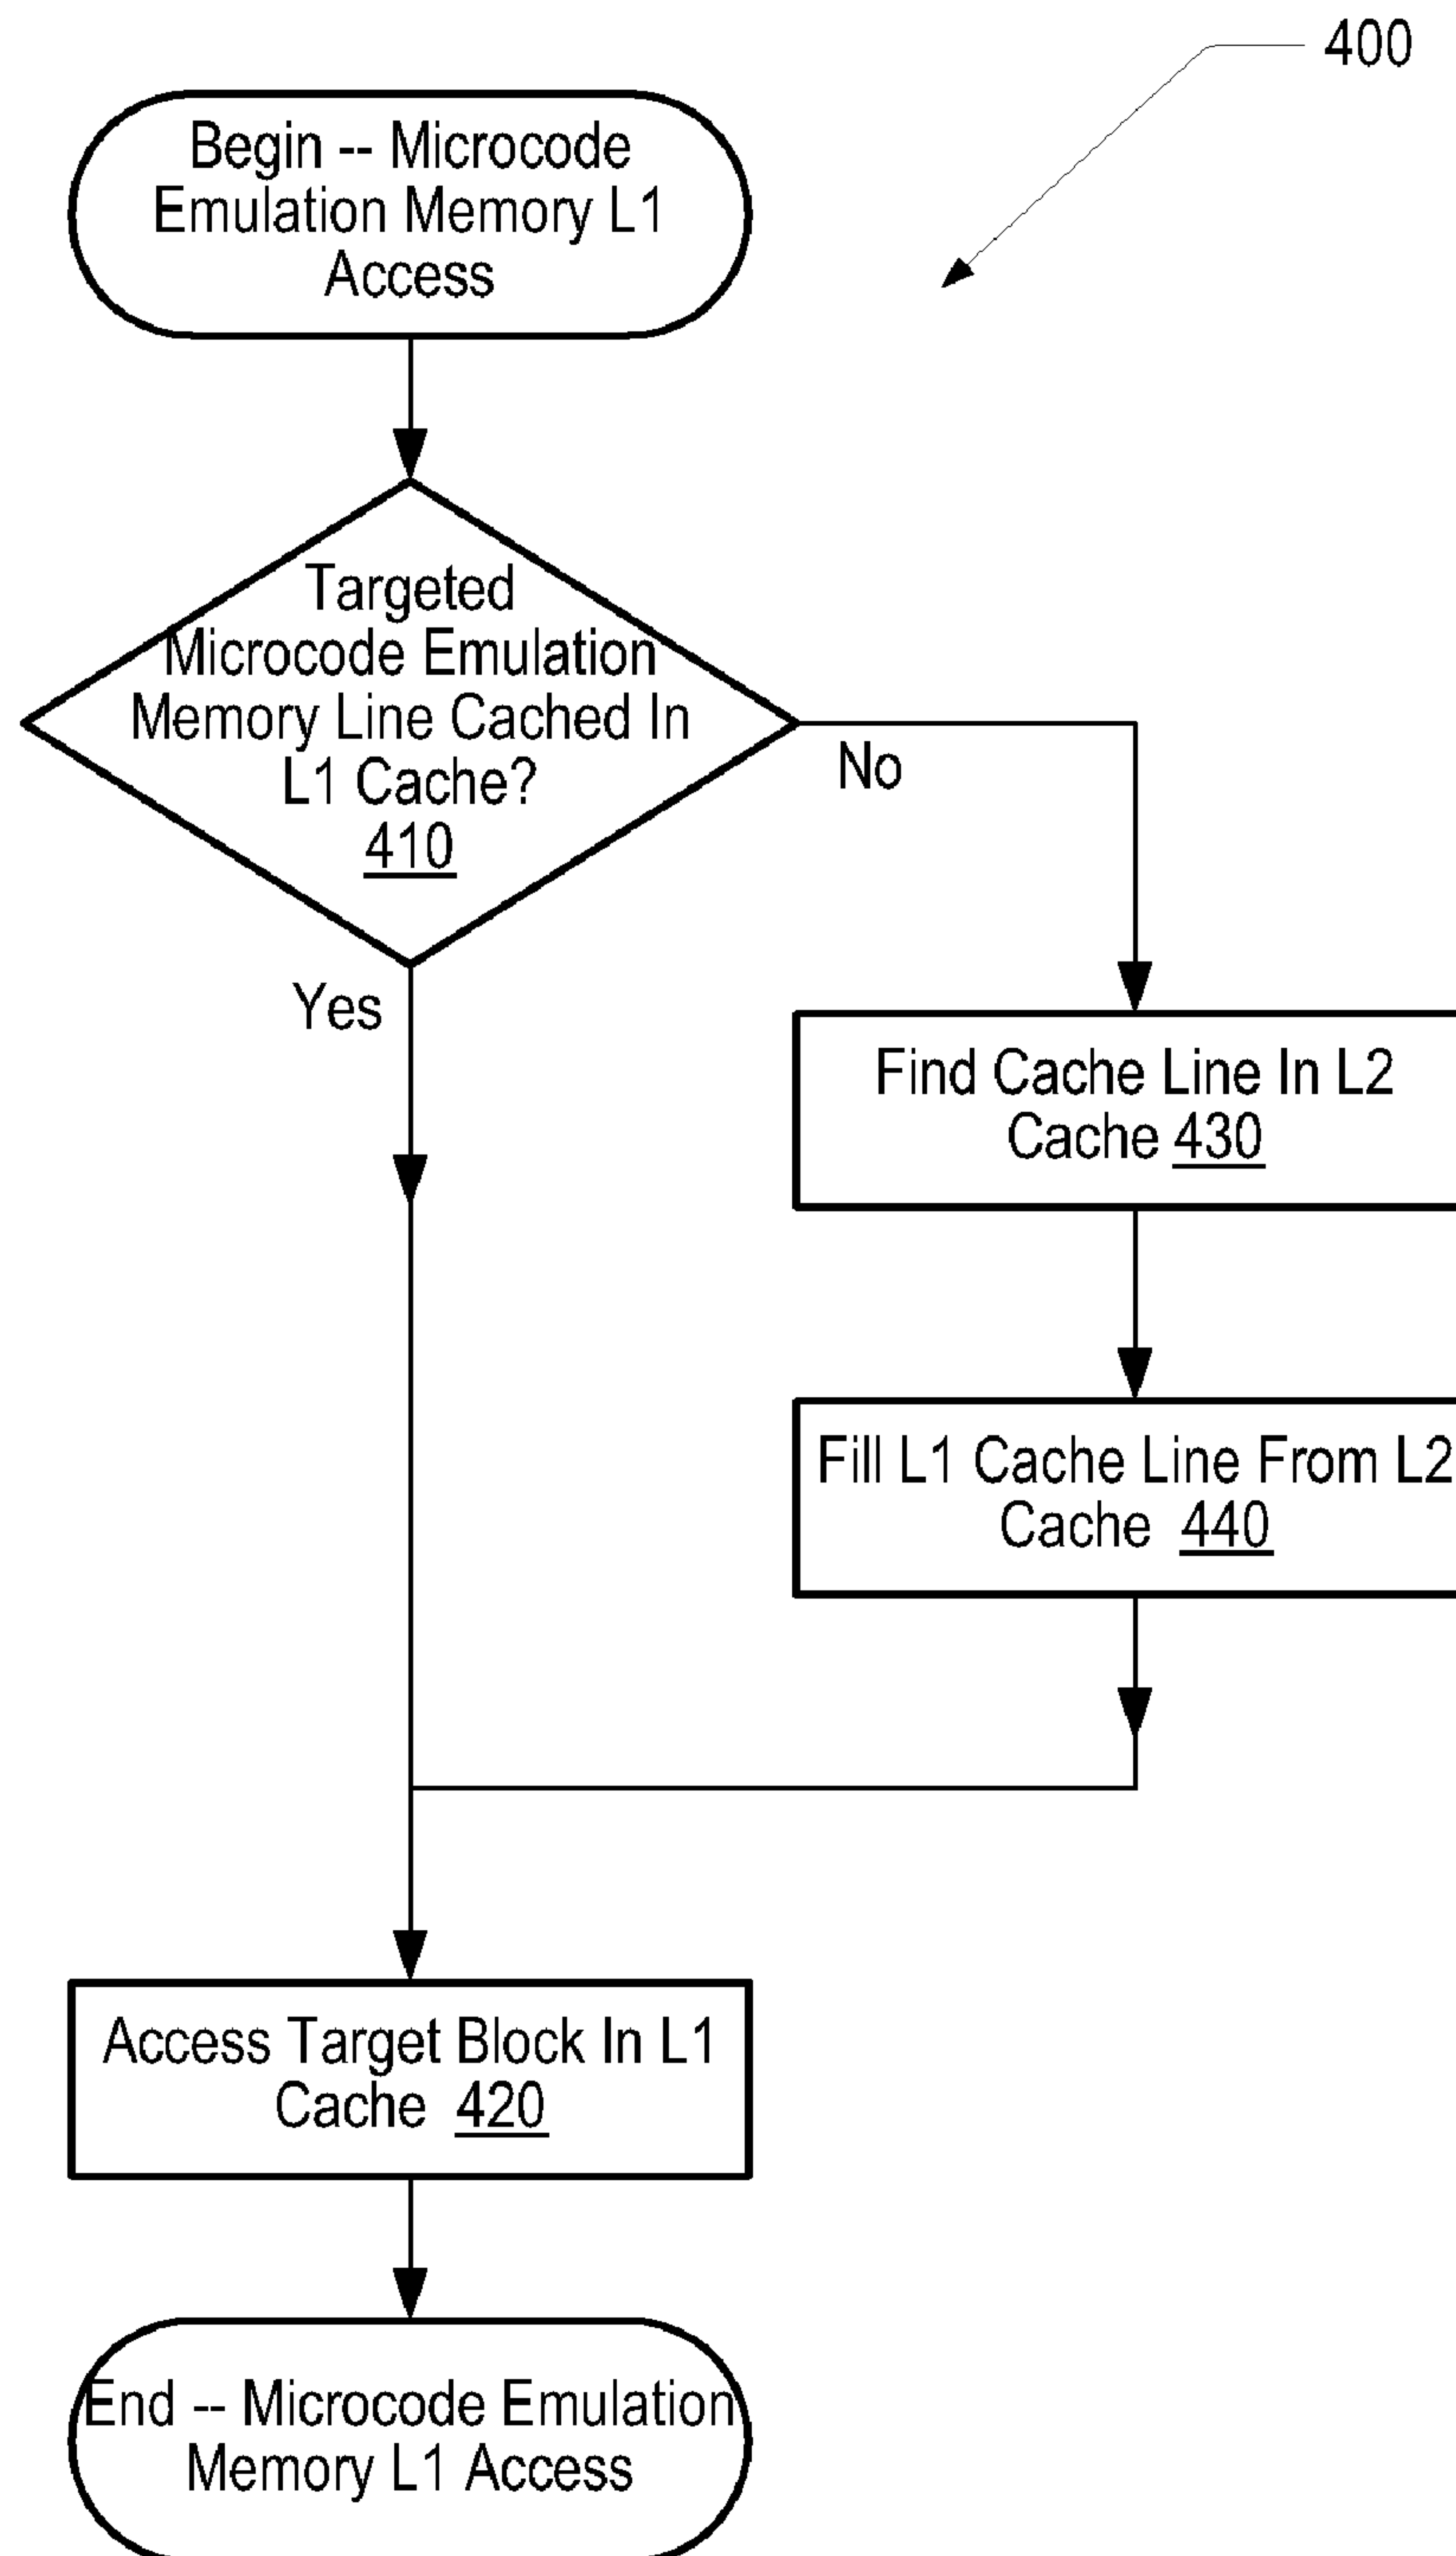 400
Begin -- Microcode
Emulation Memory L1
Access
Targeted
Microcode Emulation
Memory Line Cached In
L1 Cache?
410
No
Yes
Find Cache Line In L2
Cache 430
Fill L1 Cache Line From L2
Cache 440
Access Target Block In L1
Cache 420
End -- Microcode Emulation
Memory L1 Access